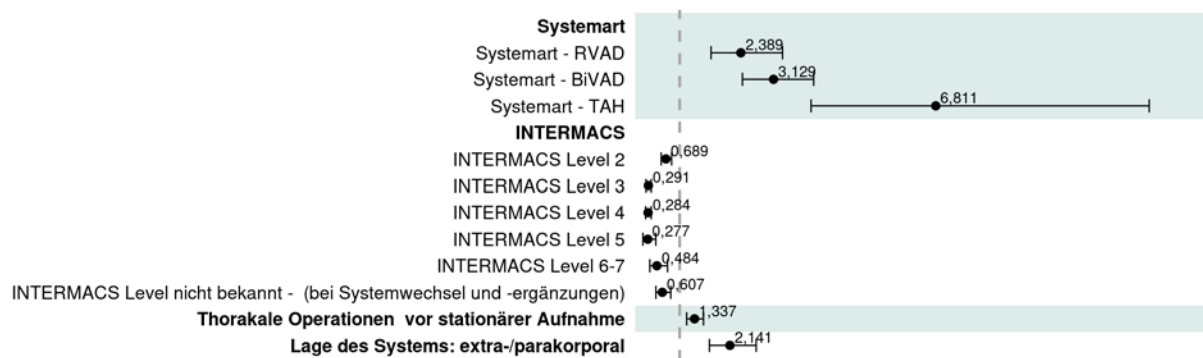 Systemart
Systemart - RVAD 2,389
Systemart - BiVAD 3,129
Systemart - TAH 6,811
INTERMACS
INTERMACS Level 2 0,689
INTERMACS Level 3 0,291
INTERMACS Level 4 0,284
INTERMACS Level 5 0,277
INTERMACS Level 6-7 0,484
INTERMACS Level nicht bekannt - (bei Systemwechsel und -ergänzungen) 0,607
Thorakale Operationen vor stationärer Aufnahme 1,337
Lage des Systems: extra-/parakorporal 2,141